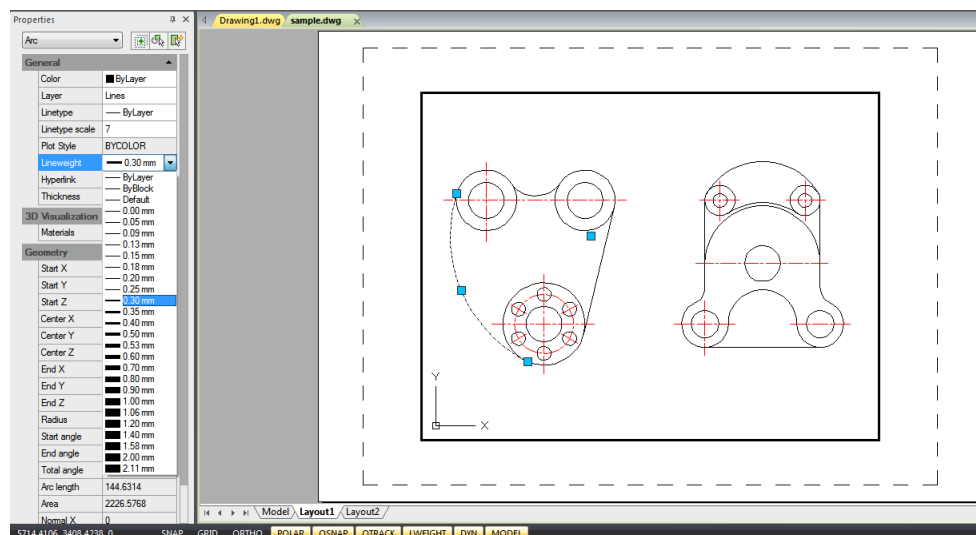 Properties
Drawing1.dwg sample.dwg
Arc
General
Color ByLayer
Layer Lines
Linetype ByLayer
Linetype scale 7
Plot Style BYCOLOR
Lineweight 0.30 mm
Hyperlink
Thickness
3D Visualization
Materials
Geometry
Start X
Start Y
Start Z
Center X
Center Y
Center Z
End X
End Y
End Z
Radius
Start angle
End angle
Total angle
Arc length 144.6314
Area 2226.5768
Normal X 0
ByLayer
ByBlock
Default
0.00 mm
0.05 mm
0.09 mm
0.13 mm
0.15 mm
0.18 mm
0.20 mm
0.25 mm
0.30 mm
0.35 mm
0.40 mm
0.50 mm
0.53 mm
0.60 mm
0.70 mm
0.80 mm
0.90 mm
1.00 mm
1.06 mm
1.20 mm
1.40 mm
1.58 mm
2.00 mm
2.11 mm
Y
X
Model Layout1 Layout2
5714.4106, 3408.4238, 0 SNAP GRID ORTHO POLAR OSNAP OTRACK LWEIGHT DYN MODEL